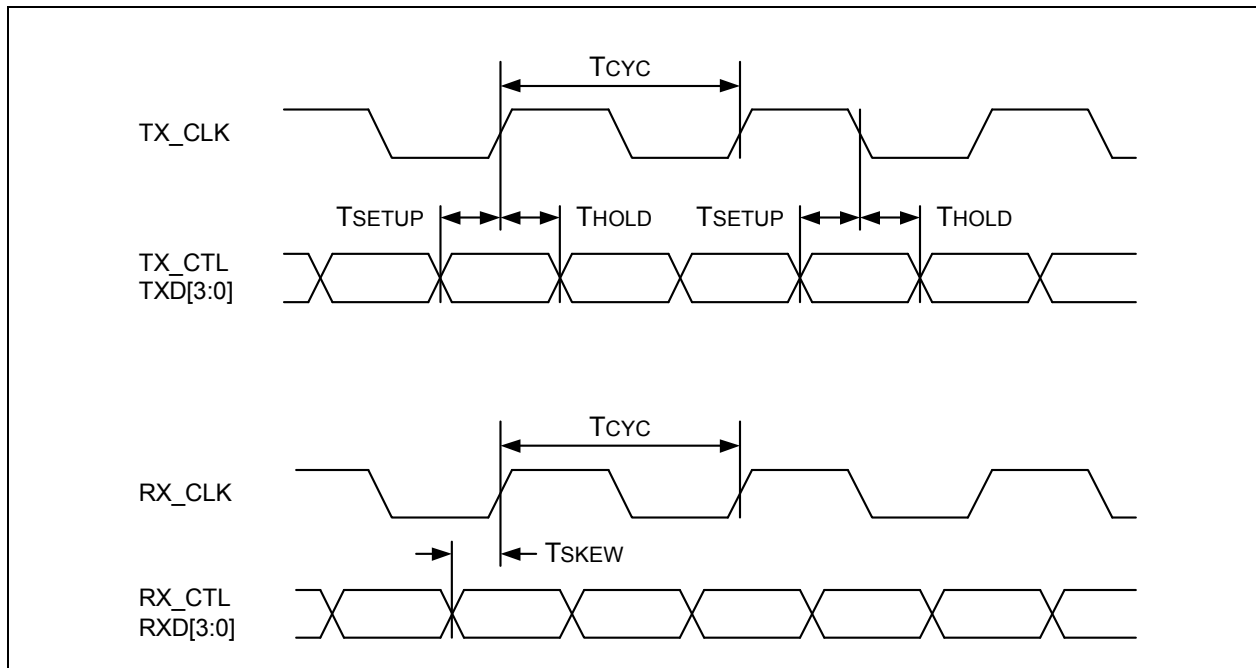 TCYC
TX_CLK
TSETUP THOLD TSETUP THOLD
TX_CTL
TXD[3:0]
TCYC
RX_CLK
TSKEW
RX_CTL
RXD[3:0]